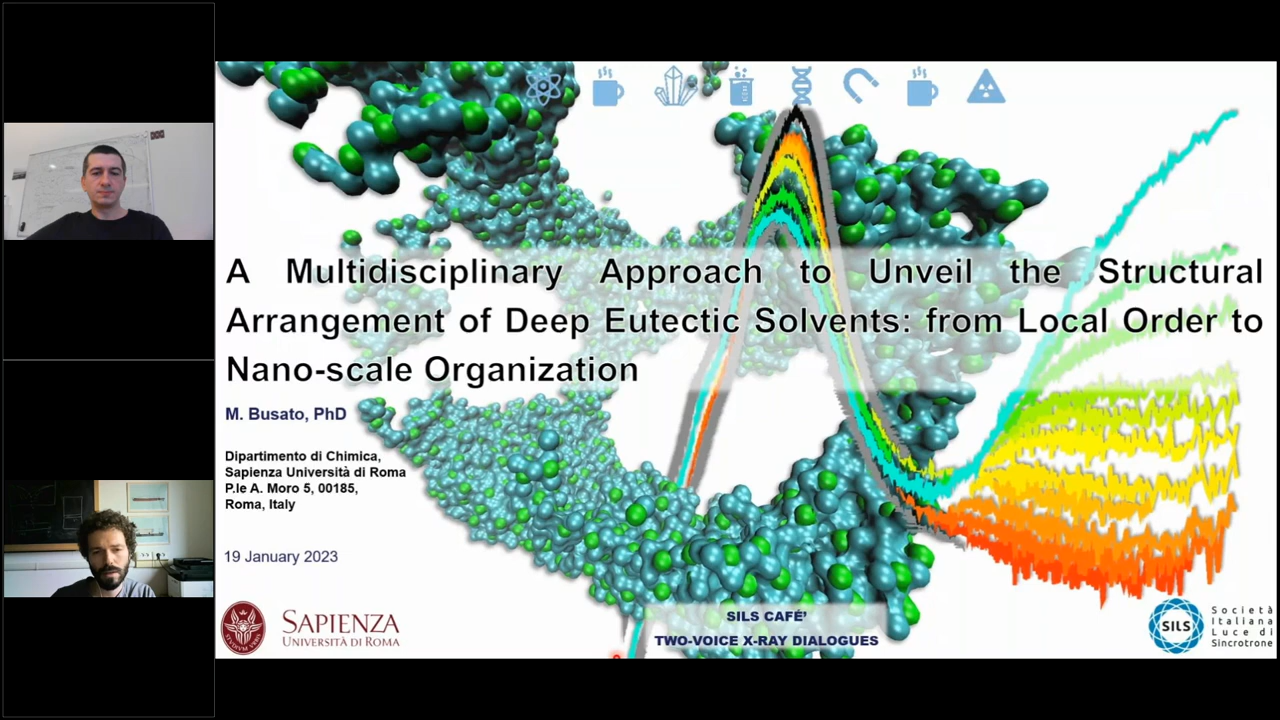 A Multidisciplinary Approach to Unveil the Structural
Arrangement of Deep Eutectic Solvents: from Local Order to
Nano-scale Organization
M. Busato, PhD
Dipartimento di Chimica,
Sapienza Università di Roma
P.le A. Moro 5, 00185,
Roma, Italy
19 January 2023
SAPIENZA
UNIVERSITÀ DI ROMA
SILS CAFÉ'
TWO-VOICE X-RAY DIALOGUES
SILS
Società
Italiana
Luce di
Sincrotrone